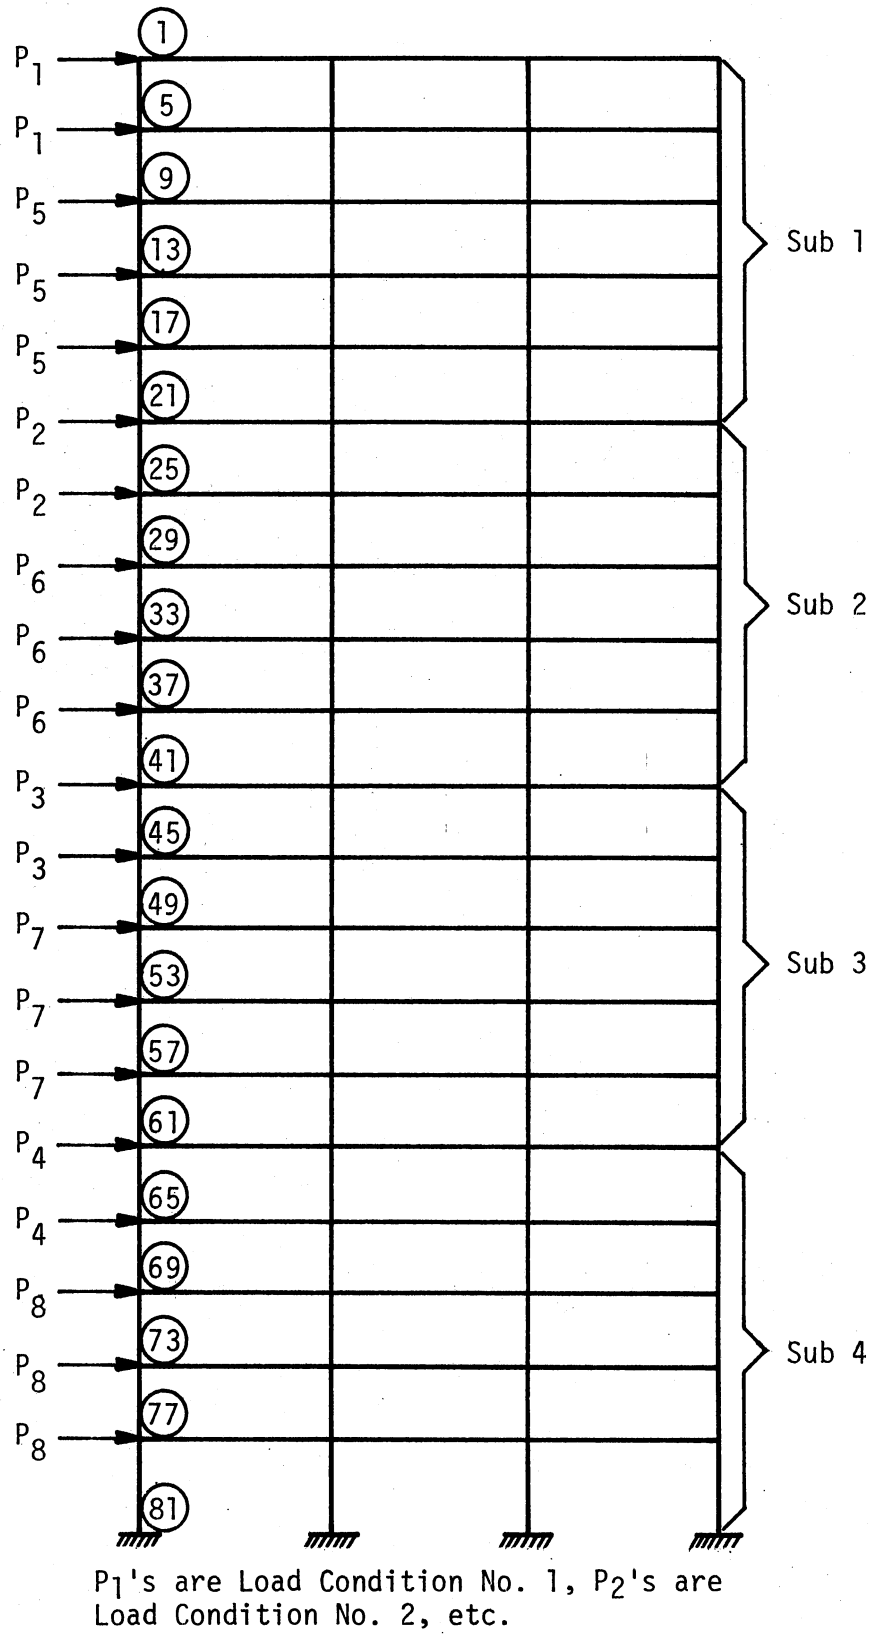 1
P1
5
P1
9
P5
13
P5
Sub 1
17
P5
21
P2
25
P2
29
P6
33
Sub 2
P6
37
P6
41
P3
45
P3
49
P7
Sub 3
53
P7
57
P7
61
P4
65
P4
69
P8
73
Sub 4
P8
77
P8
81
P1's are Load Condition No. 1, P2's are
Load Condition No. 2, etc.